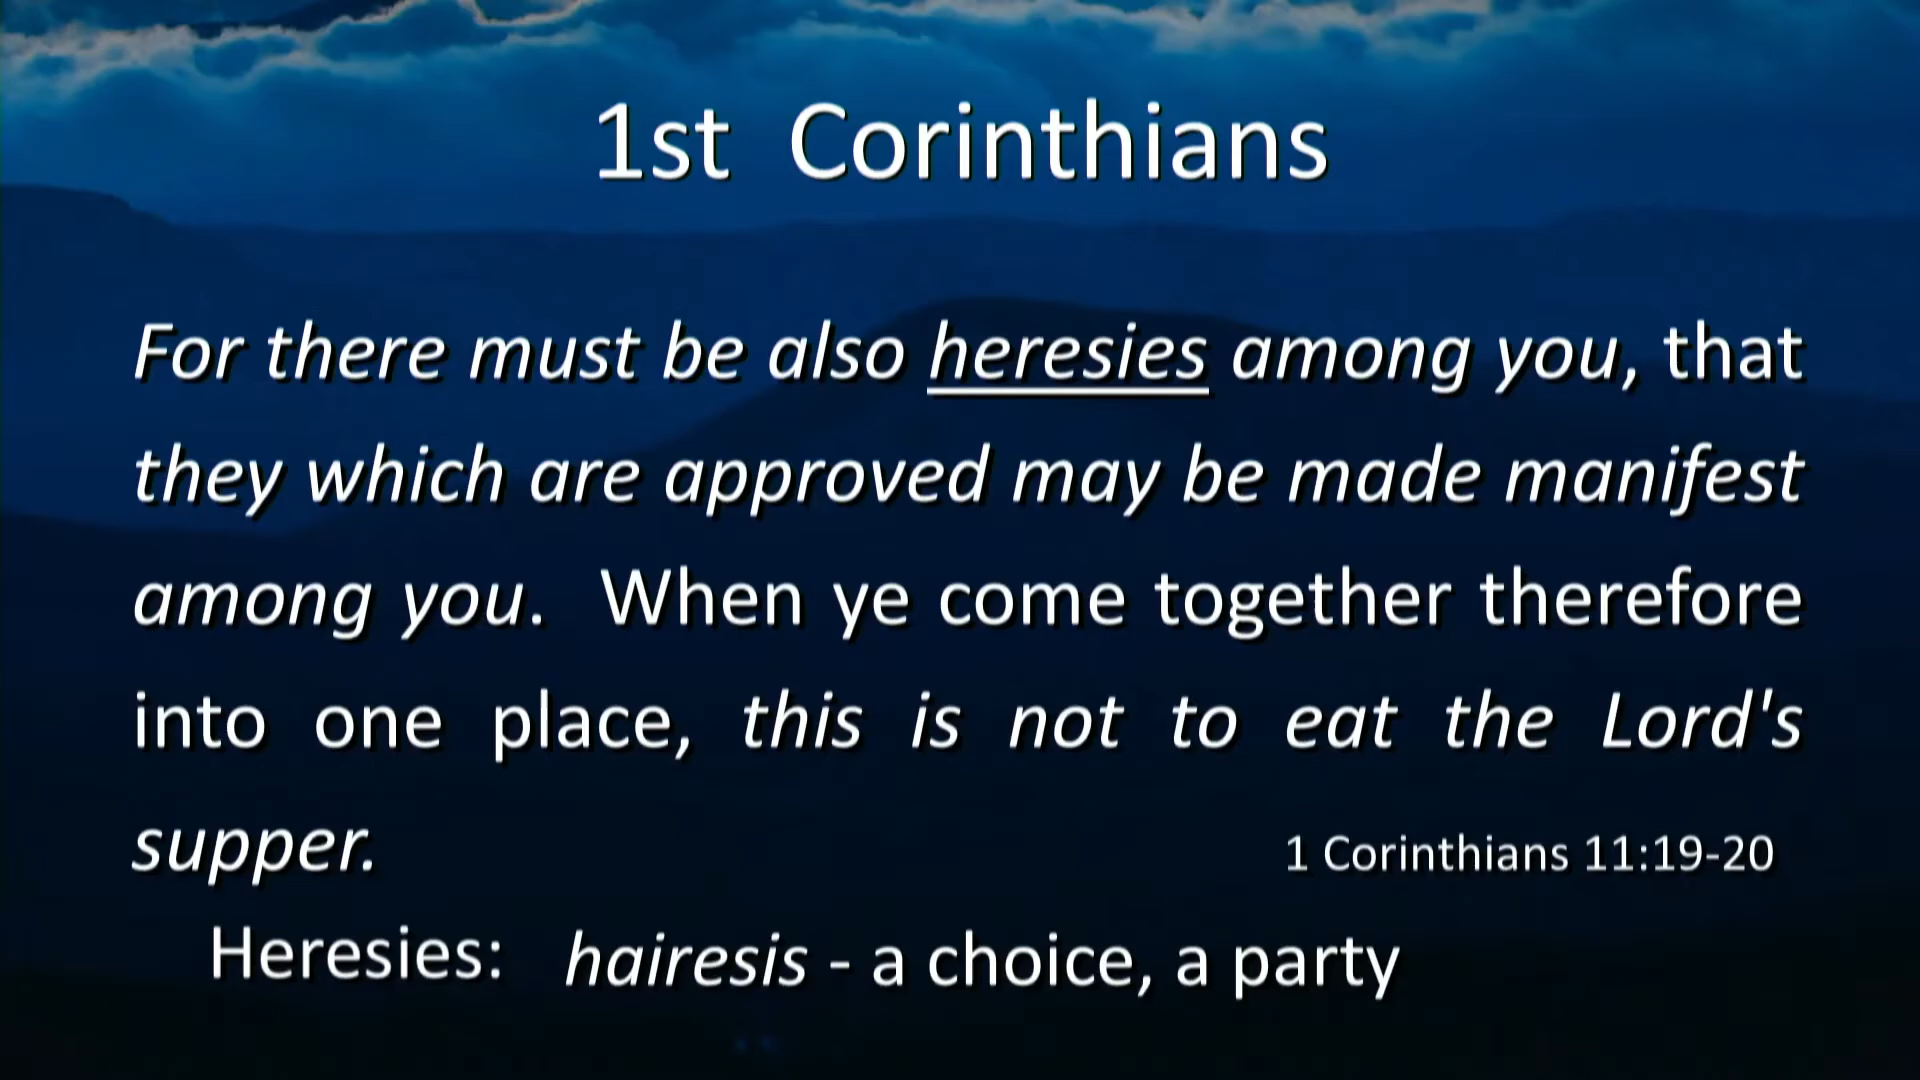 1st Corinthians
For there must be also heresies among you, that
they which are approved may be made manifest
among you. When ye come together therefore
into one place, this is not to eat the Lord's
supper.
1 Corinthians 11:19-20
Heresies: hairesis - a choice, a party